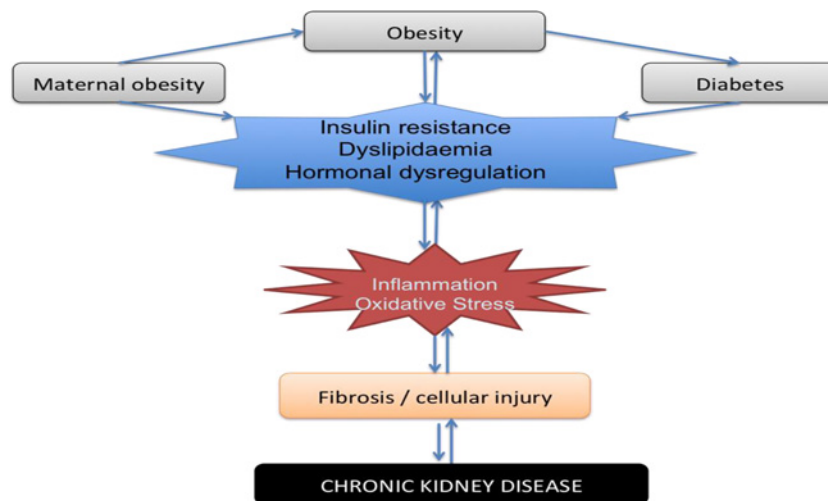 Obesity
Maternal obesity
Diabetes
Insulin resistance
Dyslipidaemia
Hormonal dysregulation
Inflammation
Oxidative Stress
Fibrosis / cellular injury
CHRONIC KIDNEY DISEASE